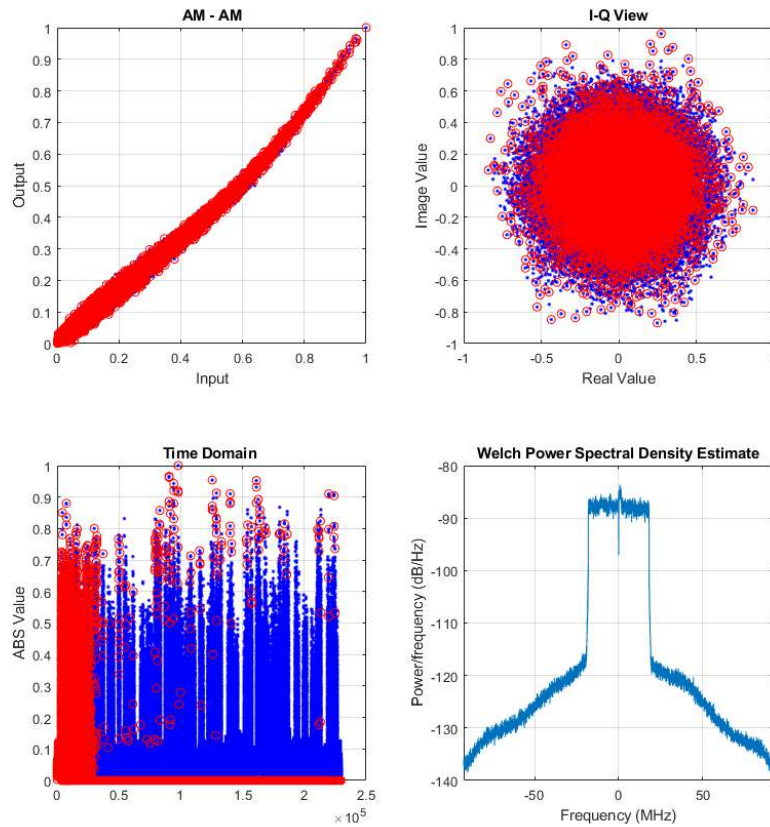 AM - AM
1
0.9
0.8
0.7
0.6
0.5
0.4
0.3
0.2
0.1
0
Output
0 0.2 0.4 0.6 0.8 1
Input
I-Q View
1
0.8
0.6
0.4
0.2
0
-0.2
-0.4
-0.6
-0.8
-1
Image Value
-1 -0.5 0 0.5 1
Real Value
Time Domain
1
0.9
0.8
0.7
0.6
0.5
0.4
0.3
0.2
0.1
0
ABS Value
0 0.5 1 1.5 2 2.5
× 10⁵
Welch Power Spectral Density Estimate
-80
-90
-100
-110
-120
-130
-140
Power/frequency (dB/Hz)
-50 0 50
Frequency (MHz)